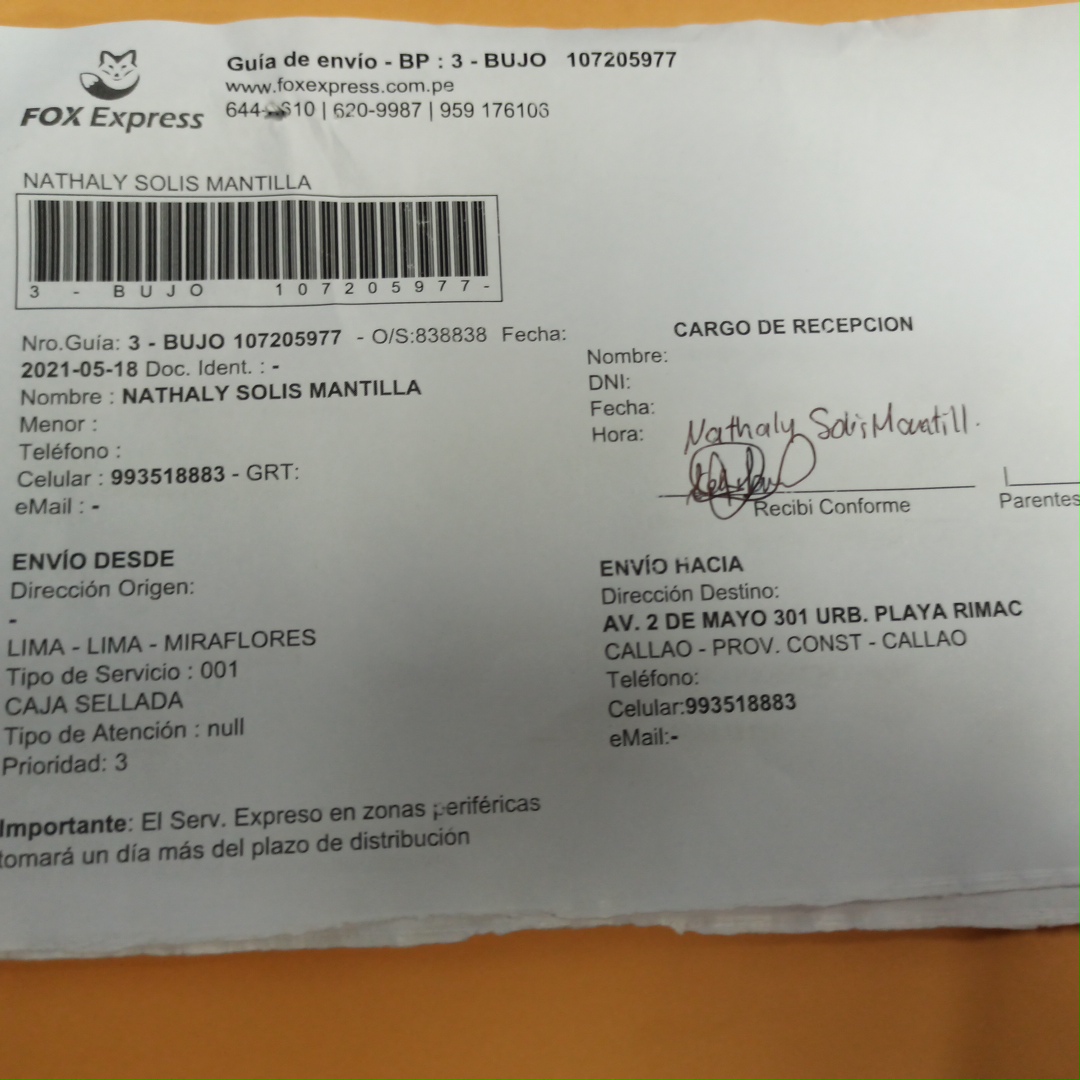 FOX Express
Guía de envío - BP : 3 - BUJO 107205977
www.foxexpress.com.pe
620-9987 | 959 176106
NATHALY SOLIS MANTILLA
3 - BUJO 107205977-
Nro.Guía: 3 - BUJO 107205977 - O/S:838838 Fecha:
2021-05-18 Doc. Ident. : -
Nombre : NATHALY SOLIS MANTILLA
Menor :
Teléfono :
Celular : 993518883 - GRT:
eMail : -
CARGO DE RECEPCION
Nombre:
DNI:
Fecha:
Hora:
Nathaly Solis Mantill.
Recibi Conforme
Parentes
ENVÍO DESDE
Dirección Origen:
-
LIMA - LIMA - MIRAFLORES
Tipo de Servicio : 001
CAJA SELLADA
Tipo de Atención : null
Prioridad: 3
ENVÍO HACIA
Dirección Destino:
AV. 2 DE MAYO 301 URB. PLAYA RIMAC
CALLAO - PROV. CONST - CALLAO
Teléfono:
Celular:993518883
eMail:-
Importante: El Serv. Expreso en zonas periféricas
tomará un día más del plazo de distribución